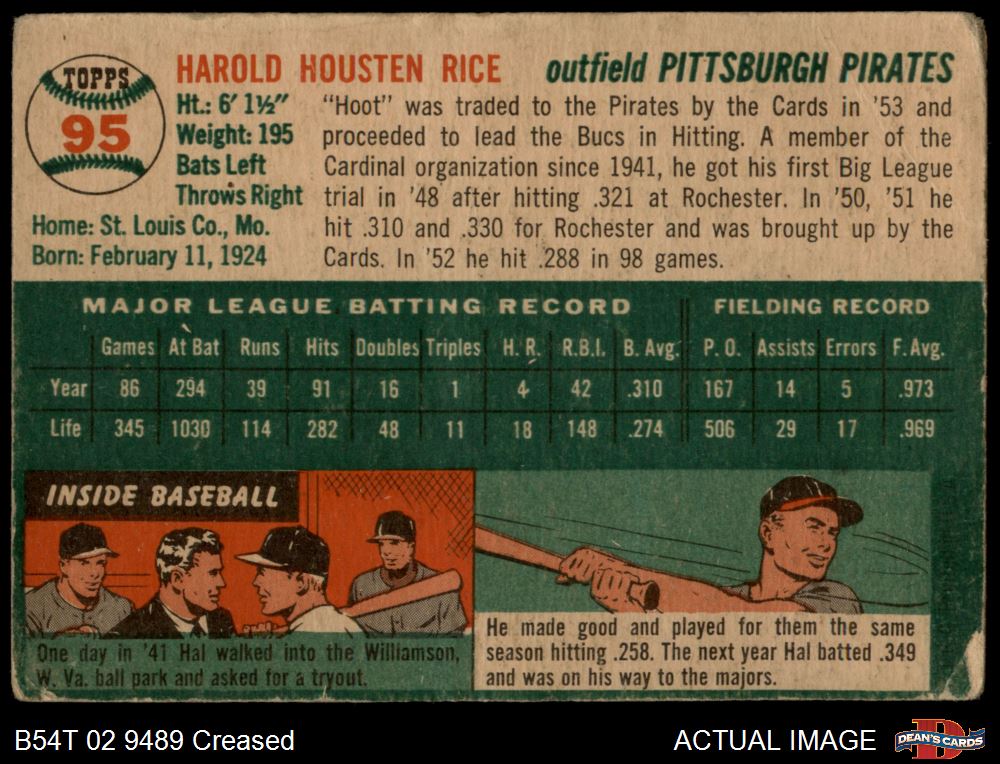 TOPPS
95
HAROLD HOUSTEN RICE outfield PITTSBURGH PIRATES
Ht.: 6' 1½"
Weight: 195
Bats Left
Throws Right
Home: St. Louis Co., Mo.
Born: February 11, 1924
"Hoot" was traded to the Pirates by the Cards in '53 and
proceeded to lead the Bucs in Hitting. A member of the
Cardinal organization since 1941, he got his first Big League
trial in '48 after hitting .321 at Rochester. In '50, '51 he
hit .310 and .330 for Rochester and was brought up by the
Cards. In '52 he hit .288 in 98 games.
MAJOR LEAGUE BATTING RECORD FIELDING RECORD
Games At Bat Runs Hits Doubles Triples H. R. R.B.I. B. Avg. P. O. Assists Errors F. Avg.
Year 86 294 39 91 16 1 4 42 .310 167 14 5 .973
Life 345 1030 114 282 48 11 18 148 .274 506 29 17 .969
INSIDE BASEBALL
One day in '41 Hal walked into the Williamson,
W. Va. ball park and asked for a tryout.
He made good and played for them the same
season hitting .258. The next year Hal batted .349
and was on his way to the majors.
B54T 02 9489 Creased
ACTUAL IMAGE
DEAN'S CARDS